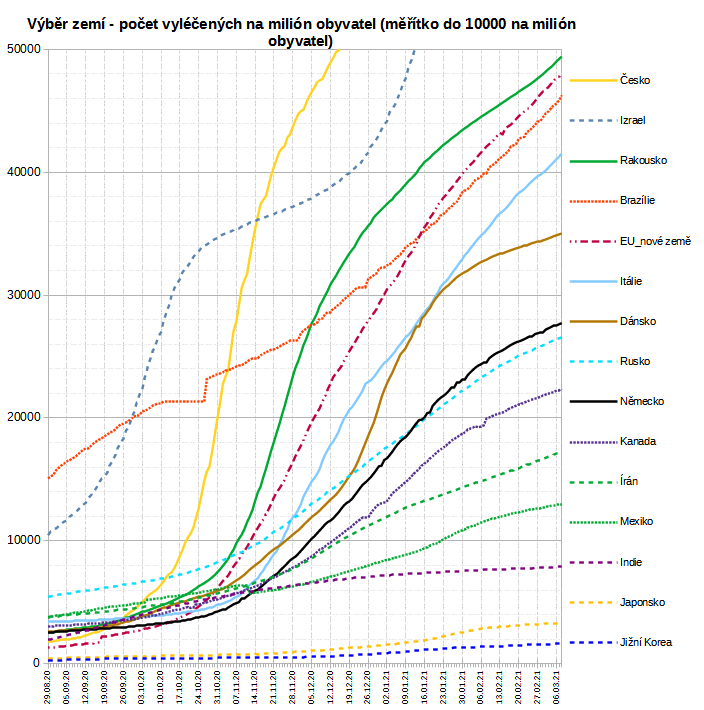 Výběr zemí - počet vyléčených na milión obyvatel (měřítko do 10000 na milión
obyvatel)
50000
40000
30000
20000
10000
0
Česko
Izrael
Rakousko
Brazílie
EU_nové země
Itálie
Dánsko
Rusko
Německo
Kanada
Írán
Mexiko
Indie
Japonsko
Jižní Korea
29.08.20
05.09.20
12.09.20
19.09.20
26.09.20
03.10.20
10.10.20
17.10.20
24.10.20
31.10.20
07.11.20
14.11.20
21.11.20
28.11.20
05.12.20
12.12.20
19.12.20
26.12.20
02.01.21
09.01.21
16.01.21
23.01.21
30.01.21
06.02.21
13.02.21
20.02.21
27.02.21
06.03.21